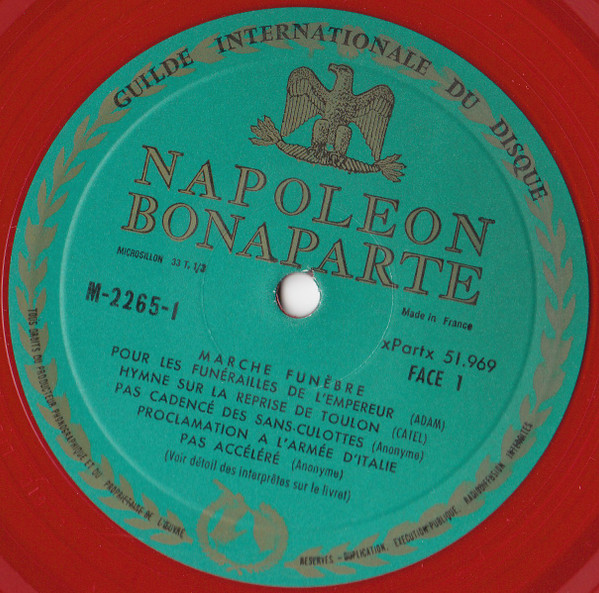 GUILDE INTERNATIONALE DU DISQUE
NAPOLEON
BONAPARTE
MICROSILLON 33 T. 1/3
Made in France
M-2265-1
xPartx 51.969
FACE 1
MARCHE FUNÈBRE
POUR LES FUNÉRAILLES DE L'EMPEREUR (ADAM)
HYMNE SUR LA REPRISE DE TOULON (CATEL)
PAS CADENCÉ DES SANS-CULOTTES (Anonyme)
PROCLAMATION A L'ARMÉE D'ITALIE
PAS ACCÉLÉRÉ (Anonyme)
(Voir détail des interprètes sur le livret)
TOUS DROITS DU PRODUCTEUR PHONOGRAPHIQUE ET DU PROPRIETAIRE DE L'ŒUVRE
RESERVES - DUPLICATION, EXECUTION PUBLIQUE, RADIODIFFUSION INTERDITES